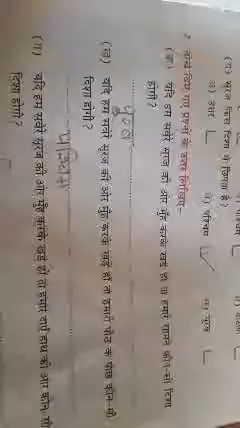 (घ) सूरज किस दिशा में छिपता है?
अ) उत्तर
ब) पश्चिम
स) पूरब
नीचे दिए गए प्रश्नों के उत्तर लिखिए-
(क) यदि हम सवेरे सूरज की ओर मुँह करके खड़े हों तो हमारे सामने कौन-सी दिशा
होगी?
पूरब
(ख) यदि हम सवेरे सूरज की ओर मुँह करके खड़े हों तो हमारी पीठ के पीछे कौन-सी
दिशा होगी?
पश्चिम
(ग) यदि हम सवेरे सूरज की ओर मुँह करके खड़े हों तो हमारे दाएँ हाथ की ओर कौन-सी
दिशा होगी?